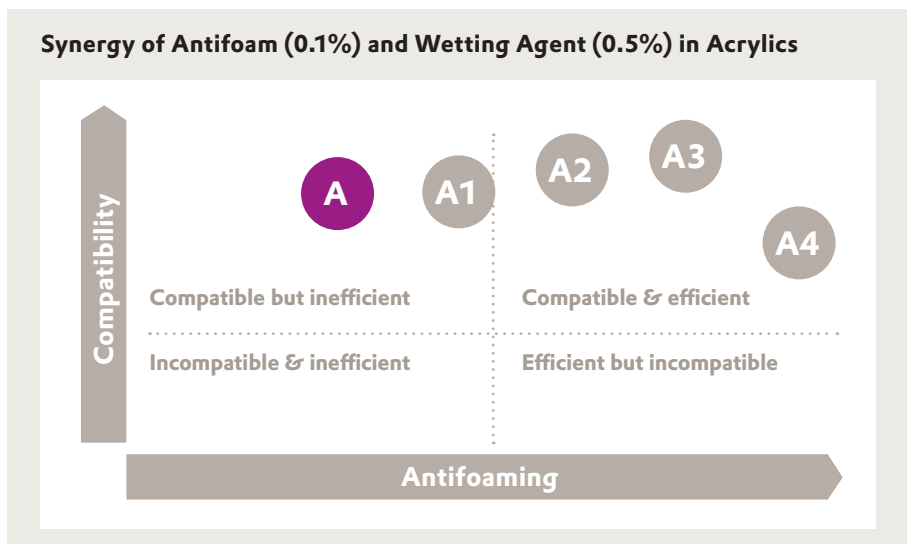 Synergy of Antifoam (0.1%) and Wetting Agent (0.5%) in Acrylics
Compatibility
A
A1
A2
A3
A4
Compatible but inefficient
Compatible & efficient
Incompatible & inefficient
Efficient but incompatible
Antifoaming